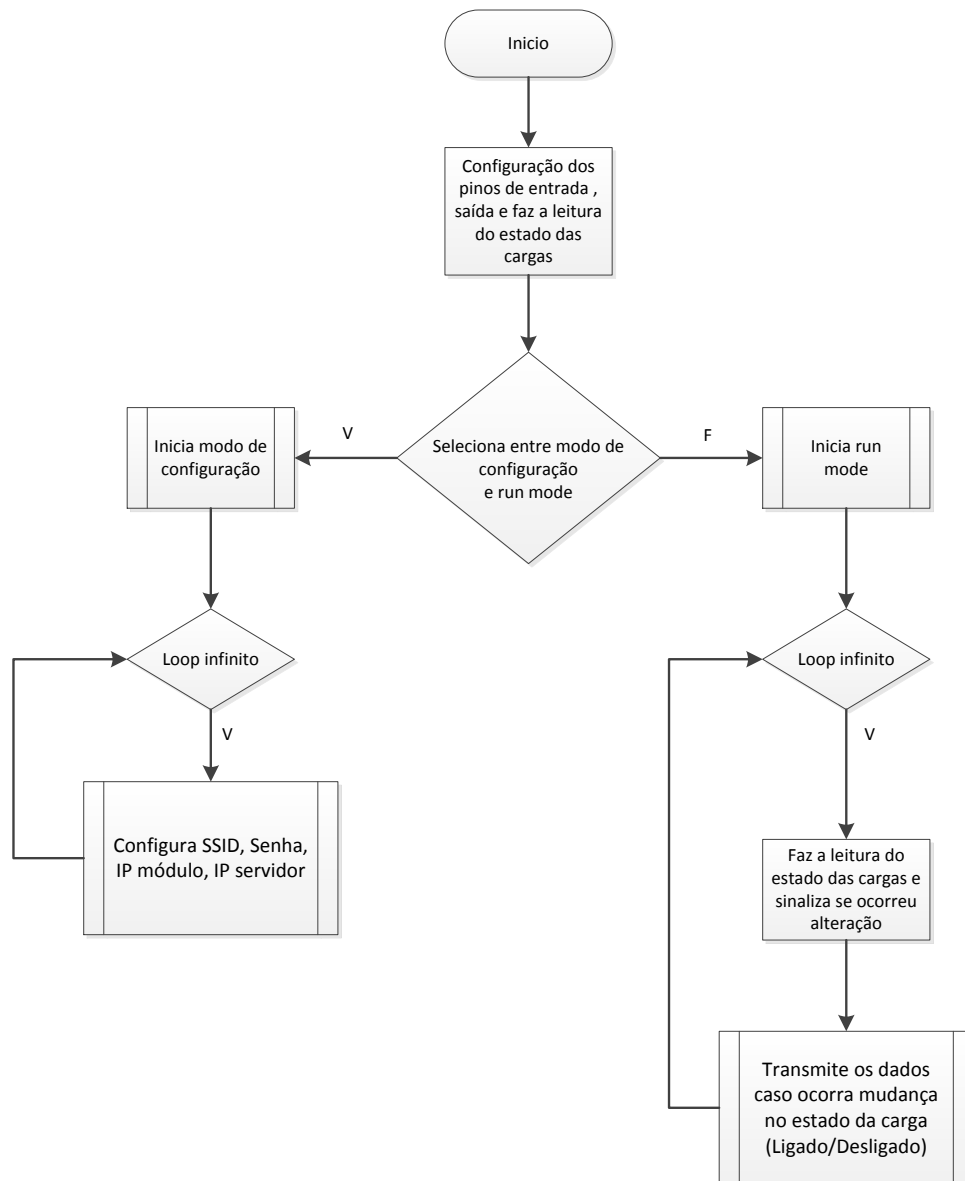 Inicio
Configuração dos
pinos de entrada ,
saída e faz a leitura
do estado das
cargas
Seleciona entre modo de
configuração
e run mode
V
F
Inicia modo de
configuração
Inicia run
mode
Loop infinito
V
Configura SSID, Senha,
IP módulo, IP servidor
Loop infinito
V
Faz a leitura do
estado das cargas e
sinaliza se ocorreu
alteração
Transmite os dados
caso ocorra mudança
no estado da carga
(Ligado/Desligado)